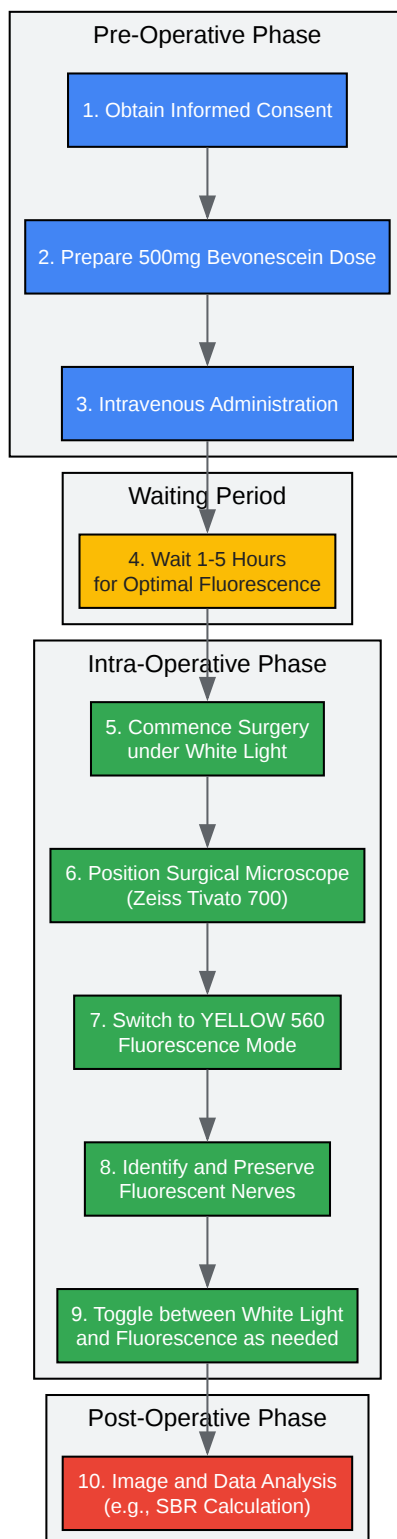 Pre-Operative Phase
1. Obtain Informed Consent
2. Prepare 500mg Bevonescein Dose
3. Intravenous Administration
Waiting Period
4. Wait 1-5 Hours
for Optimal Fluorescence
Intra-Operative Phase
5. Commence Surgery
under White Light
6. Position Surgical Microscope
(Zeiss Tivato 700)
7. Switch to YELLOW 560
Fluorescence Mode
8. Identify and Preserve
Fluorescent Nerves
9. Toggle between White Light
and Fluorescence as needed
Post-Operative Phase
10. Image and Data Analysis
(e.g., SBR Calculation)